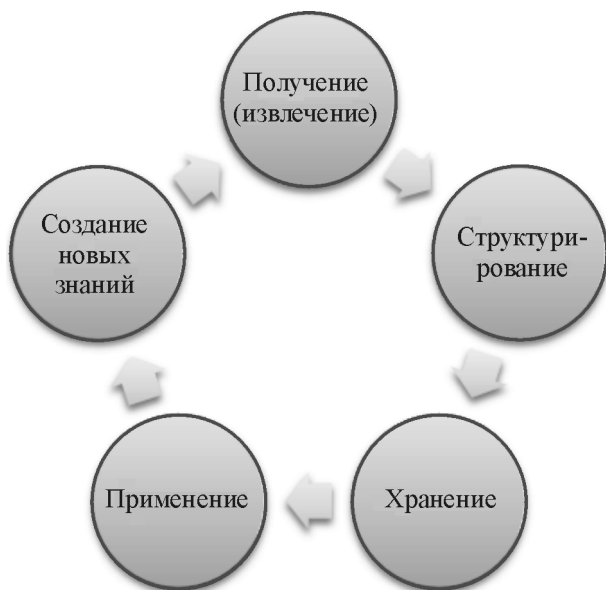 Получение
(извлечение)
Структури-
рование
Хранение
Применение
Создание
новых
знаний